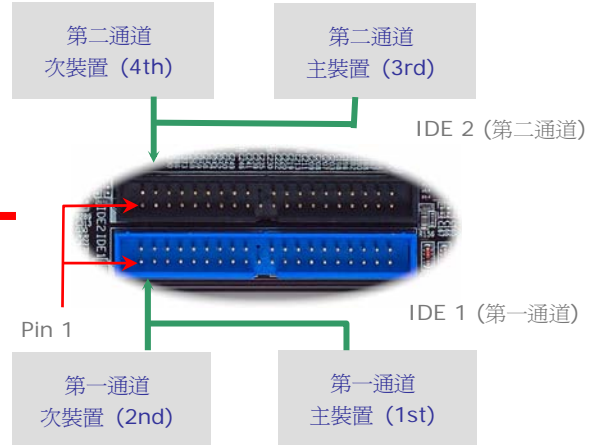 第二通道
次裝置 (4th)
第二通道
主裝置 (3rd)
IDE 2 (第二通道)
IDE2 IDE1
Pin 1
IDE 1 (第一通道)
第一通道
次裝置 (2nd)
第一通道
主裝置 (1st)